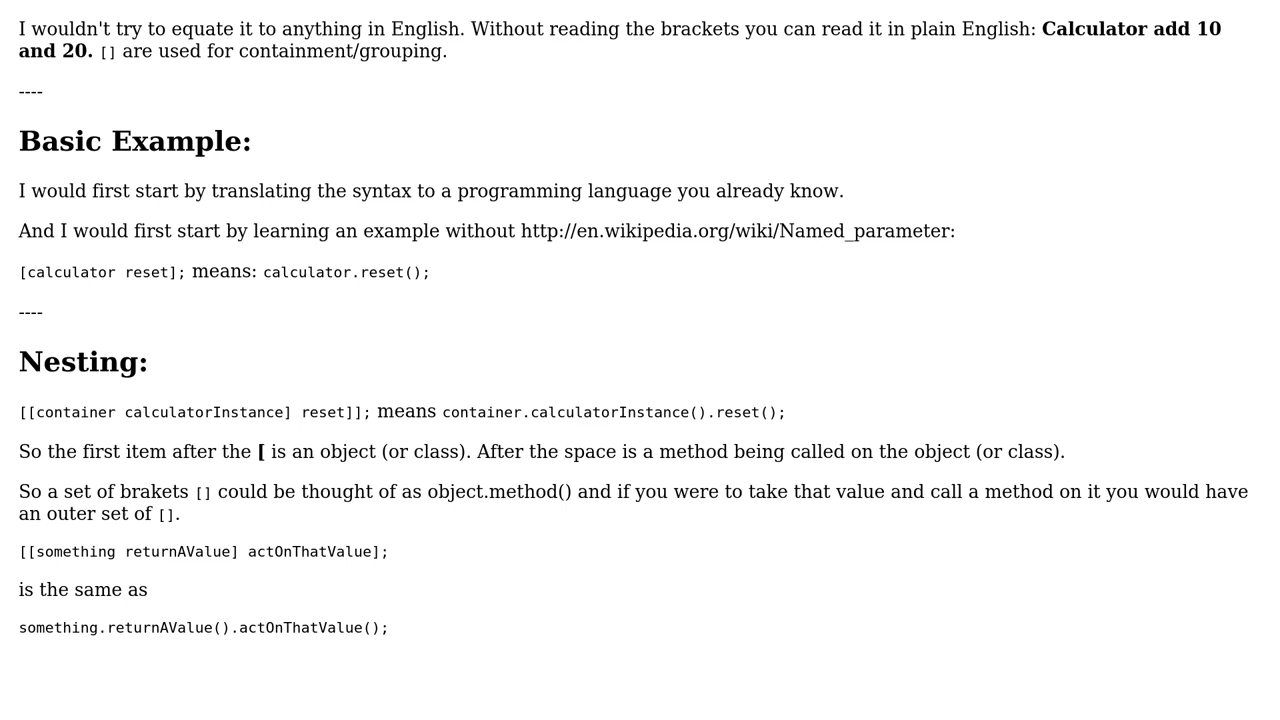 I wouldn't try to equate it to anything in English. Without reading the brackets you can read it in plain English: Calculator add 10
and 20. [] are used for containment/grouping.
----
Basic Example:
I would first start by translating the syntax to a programming language you already know.
And I would first start by learning an example without http://en.wikipedia.org/wiki/Named_parameter:
[calculator reset]; means: calculator.reset();
----
Nesting:
[[container calculatorInstance] reset]]; means container.calculatorInstance().reset();
So the first item after the [ is an object (or class). After the space is a method being called on the object (or class).
So a set of brakets [] could be thought of as object.method() and if you were to take that value and call a method on it you would have
an outer set of [].
[[something returnAValue] actOnThatValue];
is the same as
something.returnAValue().actOnThatValue();